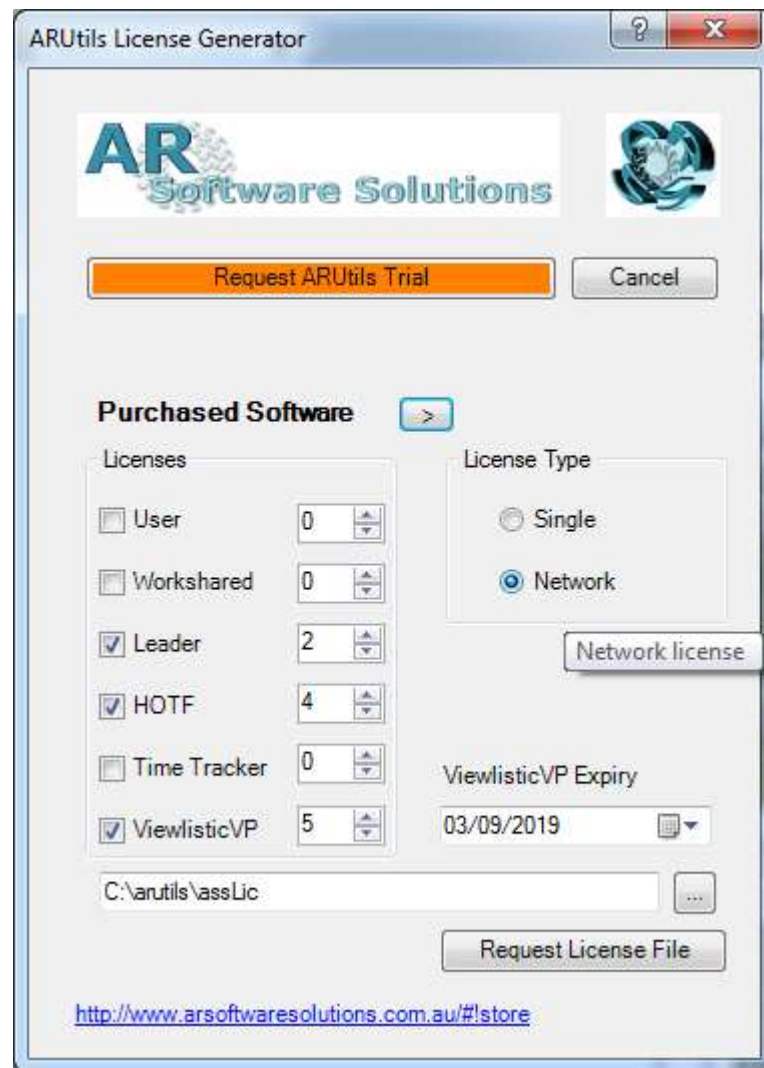 ARUtils License Generator
?
X
AR
Software Solutions
Request ARUtils Trial
Cancel
Purchased Software
>
Licenses
License Type
User
0
Single
Workshared
0
Network
Leader
2
Network license
HOTF
4
Time Tracker
0
ViewlisticVP Expiry
ViewlisticVP
5
03/09/2019
C:\arutils\assLic
...
Request License File
http://www.arsoftwaresolutions.com.au/#!store